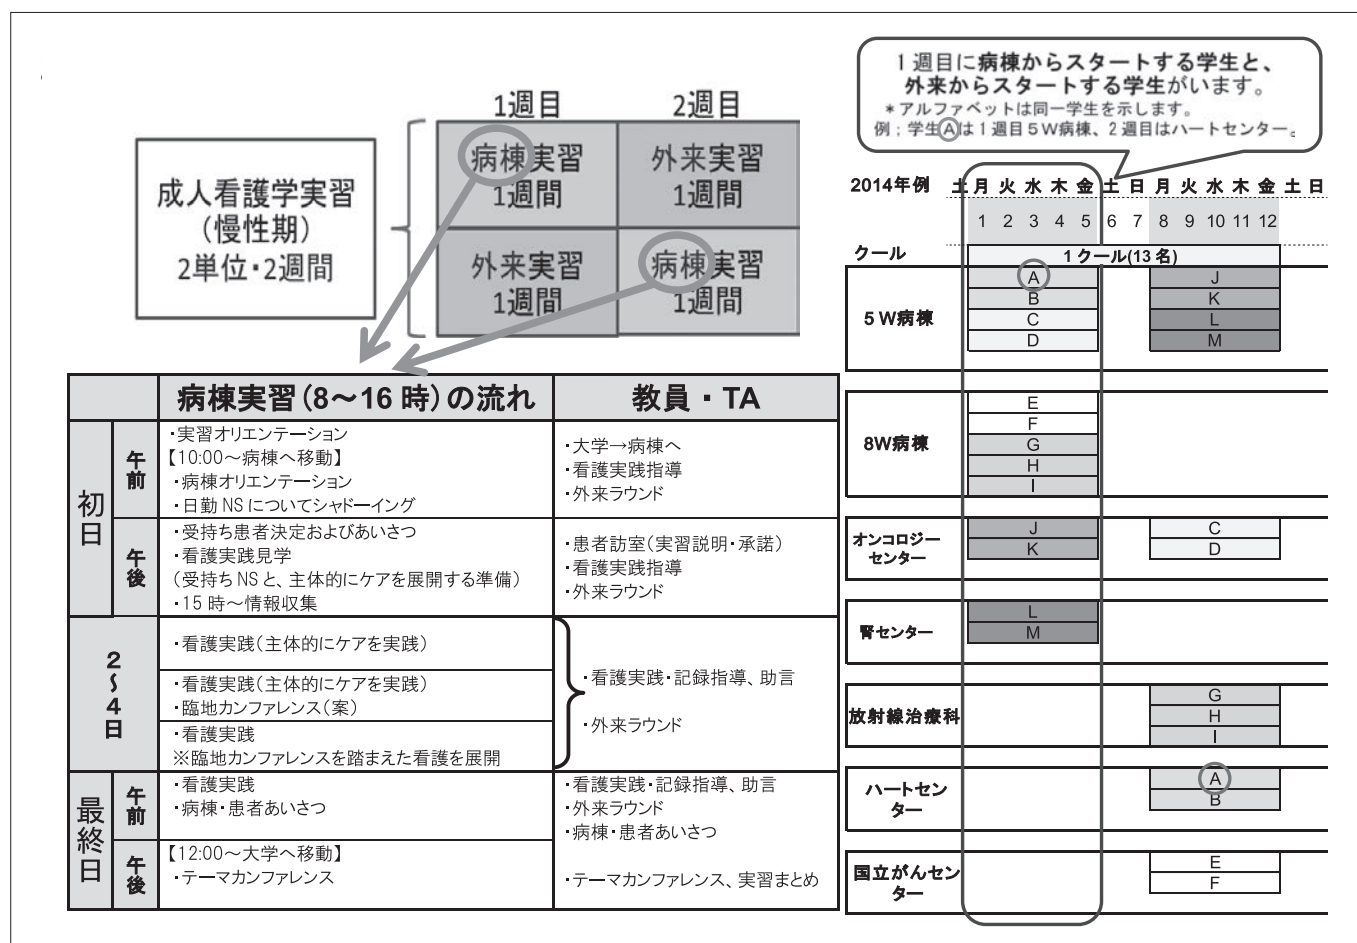 1週目に病棟からスタートする学生と、
外来からスタートする学生がいます。
*アルファベットは同一学生を示します。
例;学生Aは1週目5W病棟、2週目はハートセンター。
1週目 2週目
成人看護学実習
(慢性期)
2単位・2週間
病棟実習
1週間
外来実習
1週間
外来実習
1週間
病棟実習
1週間
病棟実習(8~16時)の流れ 教員・TA
初日
午前
・実習オリエンテーション
【10:00~病棟へ移動】
・病棟オリエンテーション
・日勤NSについてシャドーイング
・大学→病棟へ
・看護実践指導
・外来ラウンド
午後
・受持ち患者決定およびあいさつ
・看護実践見学
(受持ちNSと、主体的にケアを展開する準備)
・15時~情報収集
・患者訪室(実習説明・承諾)
・看護実践指導
・外来ラウンド
2~4日
・看護実践(主体的にケアを実践)
・看護実践(主体的にケアを実践)
・臨地カンファレンス(案)
・看護実践
※臨地カンファレンスを踏まえた看護を展開
・看護実践・記録指導、助言
・外来ラウンド
最終日
午前
・看護実践
・病棟・患者あいさつ
・看護実践・記録指導、助言
・外来ラウンド
・病棟・患者あいさつ
午後
【12:00~大学へ移動】
・テーマカンファレンス
・テーマカンファレンス、実習まとめ
2014年例 土 月 火 水 木 金 土 日 月 火 水 木 金 土 日
1 2 3 4 5 6 7 8 9 10 11 12
クール 1クール(13名)
5W病棟
A J
B K
C L
D M
8W病棟
E
F
G
H
I
オンコロジー
センター
J C
K D
腎センター
L
M
放射線治療科
G
H
I
ハートセン
ター
A
B
国立がんセン
ター
E
F